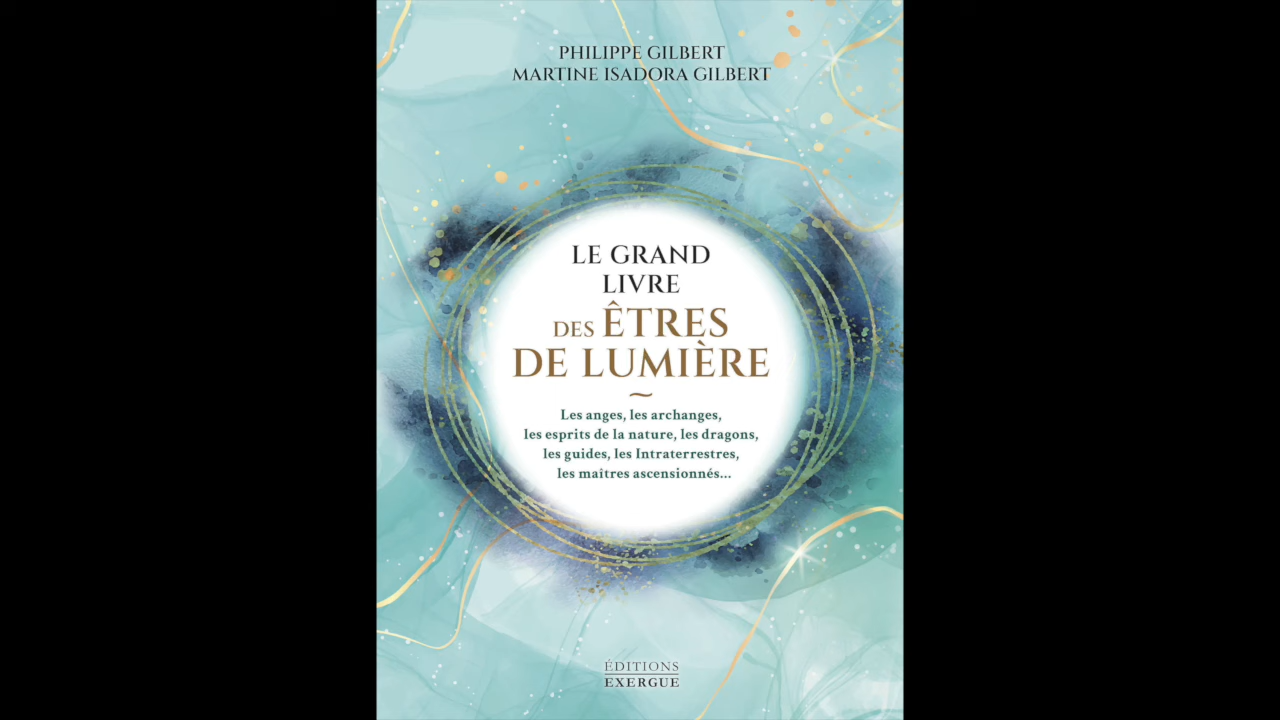 PHILIPPE GILBERT
MARTINE ISADORA GILBERT
LE GRAND
LIVRE
DES ÊTRES
DE LUMIÈRE
~
Les anges, les archanges,
les esprits de la nature, les dragons,
les guides, les Intraterrestres,
les maîtres ascensionnés...
ÉDITIONS
EXERGUE